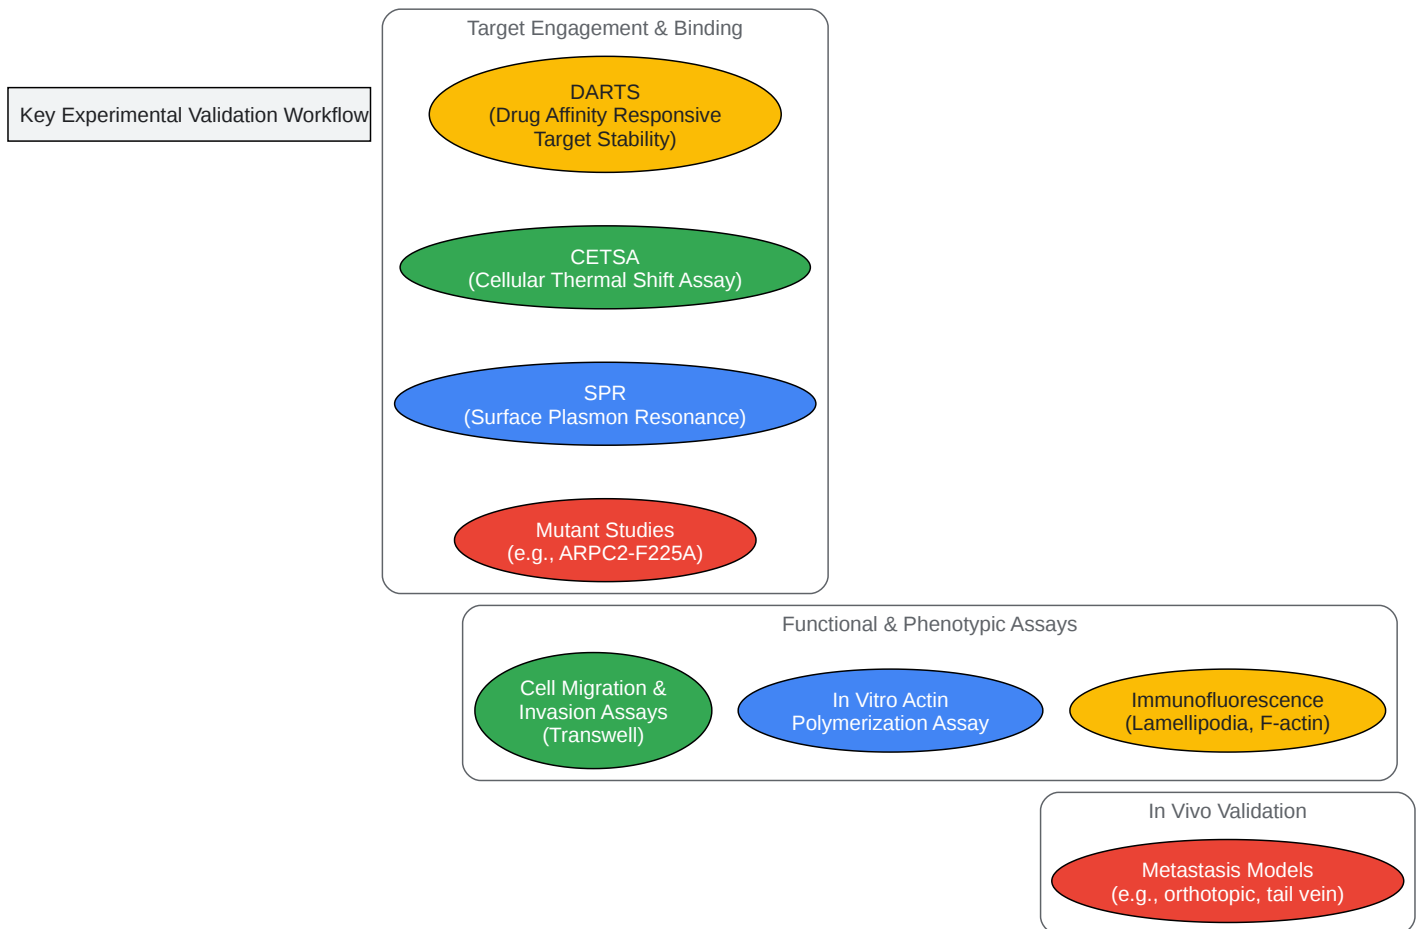 Key Experimental Validation Workflow
Target Engagement & Binding
DARTS
(Drug Affinity Responsive
Target Stability)
CETSA
(Cellular Thermal Shift Assay)
SPR
(Surface Plasmon Resonance)
Mutant Studies
(e.g., ARPC2-F225A)
Functional & Phenotypic Assays
Cell Migration &
Invasion Assays
(Transwell)
In Vitro Actin
Polymerization Assay
Immunofluorescence
(Lamellipodia, F-actin)
In Vivo Validation
Metastasis Models
(e.g., orthotopic, tail vein)